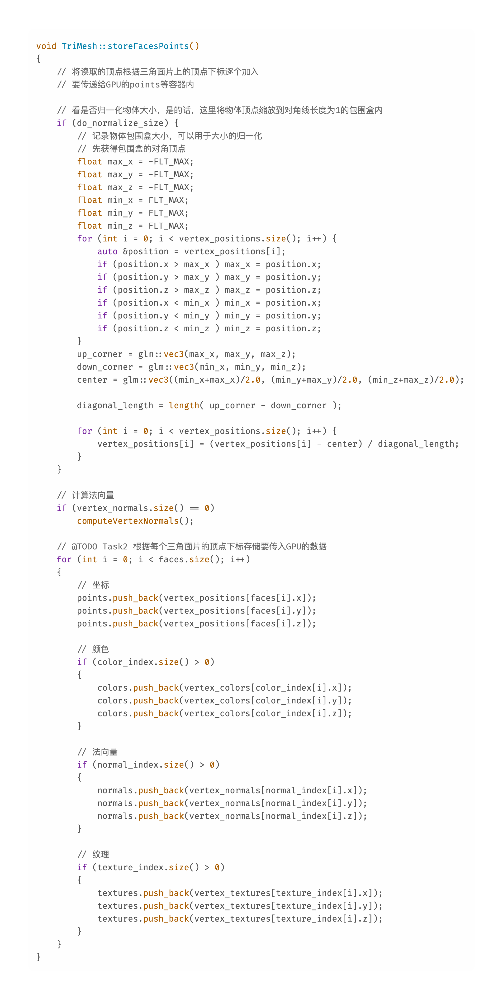 void TriMesh::storeFacesPoints()
{
    // 将读取的顶点根据三角面片上的顶点下标逐个加入
    // 要传递给GPU的points等容器内

    // 看是否归一化物体大小，是的话，这里将物体顶点缩放到对角线长度为1的包围盒内
    if (do_normalize_size) {
        // 记录物体包围盒大小，可以用于大小的归一化
        // 先获得包围盒的对角顶点
        float max_x = -FLT_MAX;
        float max_y = -FLT_MAX;
        float max_z = -FLT_MAX;
        float min_x = FLT_MAX;
        float min_y = FLT_MAX;
        float min_z = FLT_MAX;
        for (int i = 0; i < vertex_positions.size(); i++) {
            auto &position = vertex_positions[i];
            if (position.x > max_x ) max_x = position.x;
            if (position.y > max_y ) max_y = position.y;
            if (position.z > max_z ) max_z = position.z;
            if (position.x < min_x ) min_x = position.x;
            if (position.y < min_y ) min_y = position.y;
            if (position.z < min_z ) min_z = position.z;
        }
        up_corner = glm::vec3(max_x, max_y, max_z);
        down_corner = glm::vec3(min_x, min_y, min_z);
        center = glm::vec3((min_x+max_x)/2.0, (min_y+max_y)/2.0, (min_z+max_z)/2.0);

        diagonal_length = length( up_corner - down_corner );

        for (int i = 0; i < vertex_positions.size(); i++) {
            vertex_positions[i] = (vertex_positions[i] - center) / diagonal_length;
        }
    }

    // 计算法向量
    if (vertex_normals.size() == 0)
        computeVertexNormals();

    // @TODO Task2 根据每个三角面片的顶点下标存储要传入GPU的数据
    for (int i = 0; i < faces.size(); i++)
    {
        // 坐标
        points.push_back(vertex_positions[faces[i].x]);
        points.push_back(vertex_positions[faces[i].y]);
        points.push_back(vertex_positions[faces[i].z]);

        // 颜色
        if (color_index.size() > 0)
        {
            colors.push_back(vertex_colors[color_index[i].x]);
            colors.push_back(vertex_colors[color_index[i].y]);
            colors.push_back(vertex_colors[color_index[i].z]);
        }

        // 法向量
        if (normal_index.size() > 0)
        {
            normals.push_back(vertex_normals[normal_index[i].x]);
            normals.push_back(vertex_normals[normal_index[i].y]);
            normals.push_back(vertex_normals[normal_index[i].z]);
        }

        // 纹理
        if (texture_index.size() > 0)
        {
            textures.push_back(vertex_textures[texture_index[i].x]);
            textures.push_back(vertex_textures[texture_index[i].y]);
            textures.push_back(vertex_textures[texture_index[i].z]);
        }
    }
}